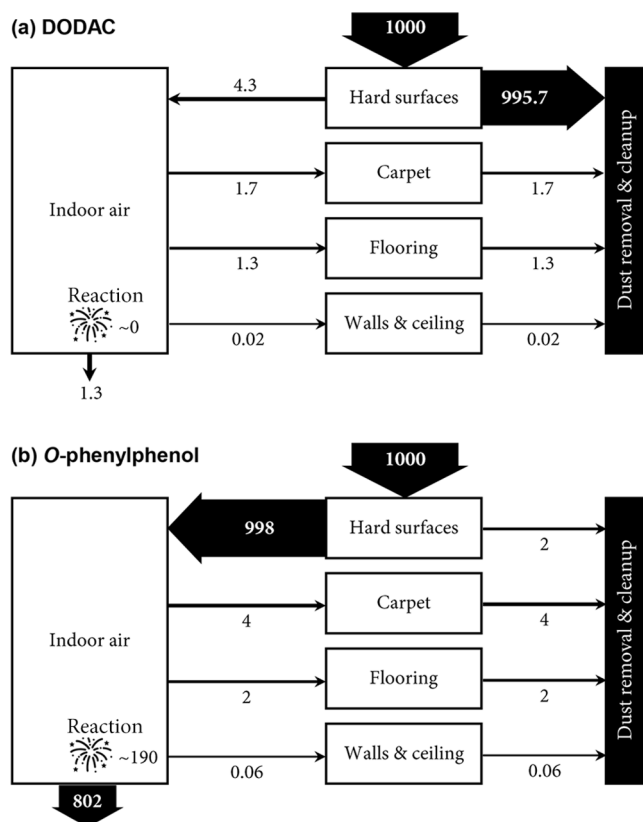 (a) DODAC
1000
4.3
Hard surfaces
995.7
1.7
Carpet
1.7
Indoor air
1.3
Flooring
1.3
Reaction
~0
0.02
Walls & ceiling
0.02
1.3
Dust removal & cleanup
(b) O-phenylphenol
1000
998
Hard surfaces
2
4
Carpet
4
Indoor air
2
Flooring
2
Reaction
~190
0.06
Walls & ceiling
0.06
802
Dust removal & cleanup